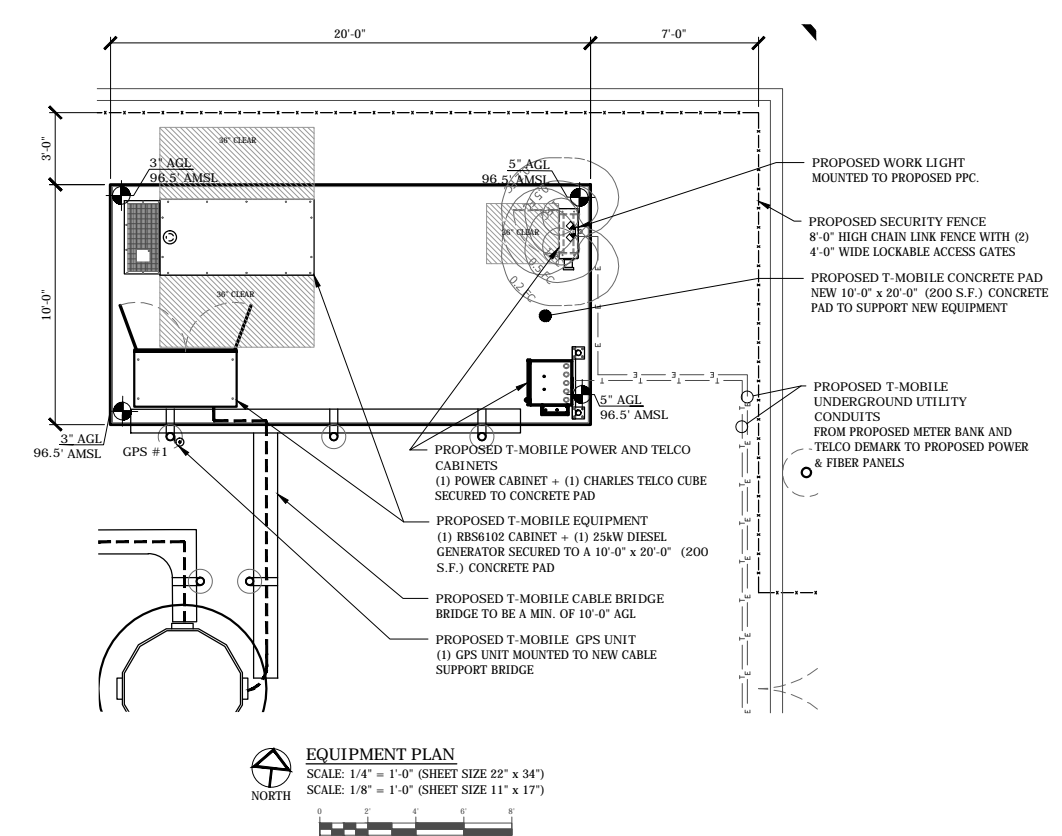 20'-0"
7'-0"
3'-0"
10'-0"
36" CLEAR
3" AGL
96.5' AMSL
5" AGL
96.5' AMSL
36" CLEAR
0.5 FC
0.2 FC
36" CLEAR
PROPOSED WORK LIGHT
MOUNTED TO PROPOSED PPC.
PROPOSED SECURITY FENCE
8'-0" HIGH CHAIN LINK FENCE WITH (2)
4'-0" WIDE LOCKABLE ACCESS GATES
PROPOSED T-MOBILE CONCRETE PAD
NEW 10'-0" x 20'-0" (200 S.F.) CONCRETE
PAD TO SUPPORT NEW EQUIPMENT
PROPOSED T-MOBILE
UNDERGROUND UTILITY
CONDUITS
FROM PROPOSED METER BANK AND
TELCO DEMARK TO PROPOSED POWER
& FIBER PANELS
5" AGL
96.5' AMSL
3" AGL
96.5' AMSL
GPS #1
PROPOSED T-MOBILE POWER AND TELCO
CABINETS
(1) POWER CABINET + (1) CHARLES TELCO CUBE
SECURED TO CONCRETE PAD
PROPOSED T-MOBILE EQUIPMENT
(1) RBS6102 CABINET + (1) 25kW DIESEL
GENERATOR SECURED TO A 10'-0" x 20'-0" (200
S.F.) CONCRETE PAD
PROPOSED T-MOBILE CABLE BRIDGE
BRIDGE TO BE A MIN. OF 10'-0" AGL
PROPOSED T-MOBILE GPS UNIT
(1) GPS UNIT MOUNTED TO NEW CABLE
SUPPORT BRIDGE
EQUIPMENT PLAN
SCALE: 1/4" = 1'-0" (SHEET SIZE 22" x 34")
SCALE: 1/8" = 1'-0" (SHEET SIZE 11" x 17")
NORTH
0 2' 4' 6' 8'